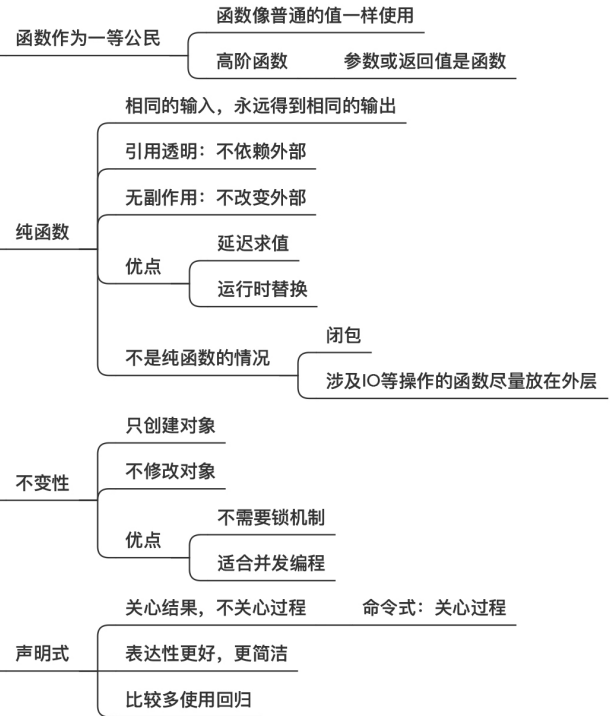 函数作为一等公民
函数像普通的值一样使用
高阶函数
参数或返回值是函数
纯函数
相同的输入，永远得到相同的输出
引用透明：不依赖外部
无副作用：不改变外部
优点
延迟求值
运行时替换
不是纯函数的情况
闭包
涉及IO等操作的函数尽量放在外层
不变性
只创建对象
不修改对象
优点
不需要锁机制
适合并发编程
声明式
关心结果，不关心过程
命令式：关心过程
表达性更好，更简洁
比较多使用回归